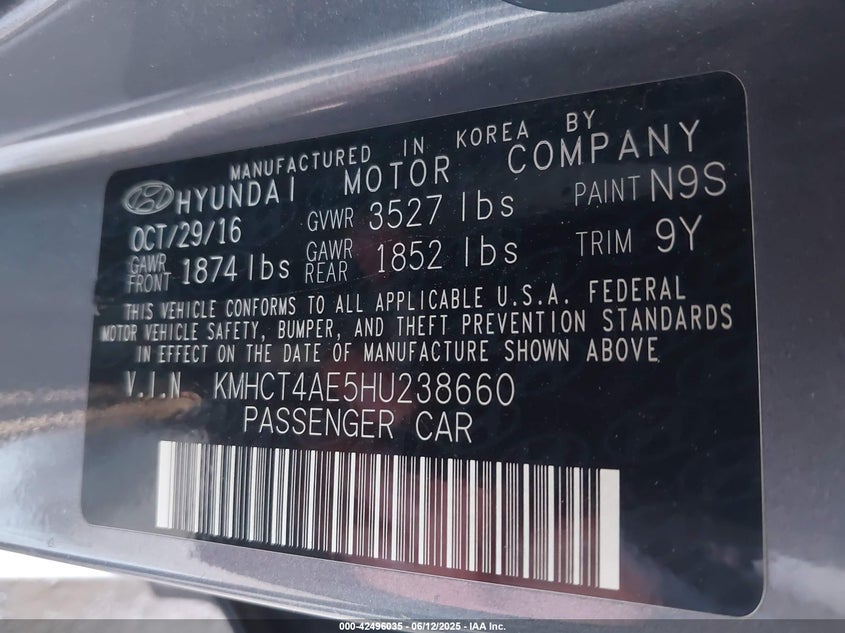 MANUFACTURED IN KOREA BY
HYUNDAI MOTOR COMPANY
OCT/29/16 GVWR 3527 lbs PAINT N9S
GAWR FRONT 1874 lbs GAWR REAR 1852 lbs TRIM 9Y
THIS VEHICLE CONFORMS TO ALL APPLICABLE U.S.A. FEDERAL
MOTOR VEHICLE SAFETY, BUMPER, AND THEFT PREVENTION STANDARDS
IN EFFECT ON THE DATE OF MANUFACTURE SHOWN ABOVE
V.I.N KMHCT4AE5HU238660
PASSENGER CAR
000-42496035 - 06/12/2025 - IAA Inc.